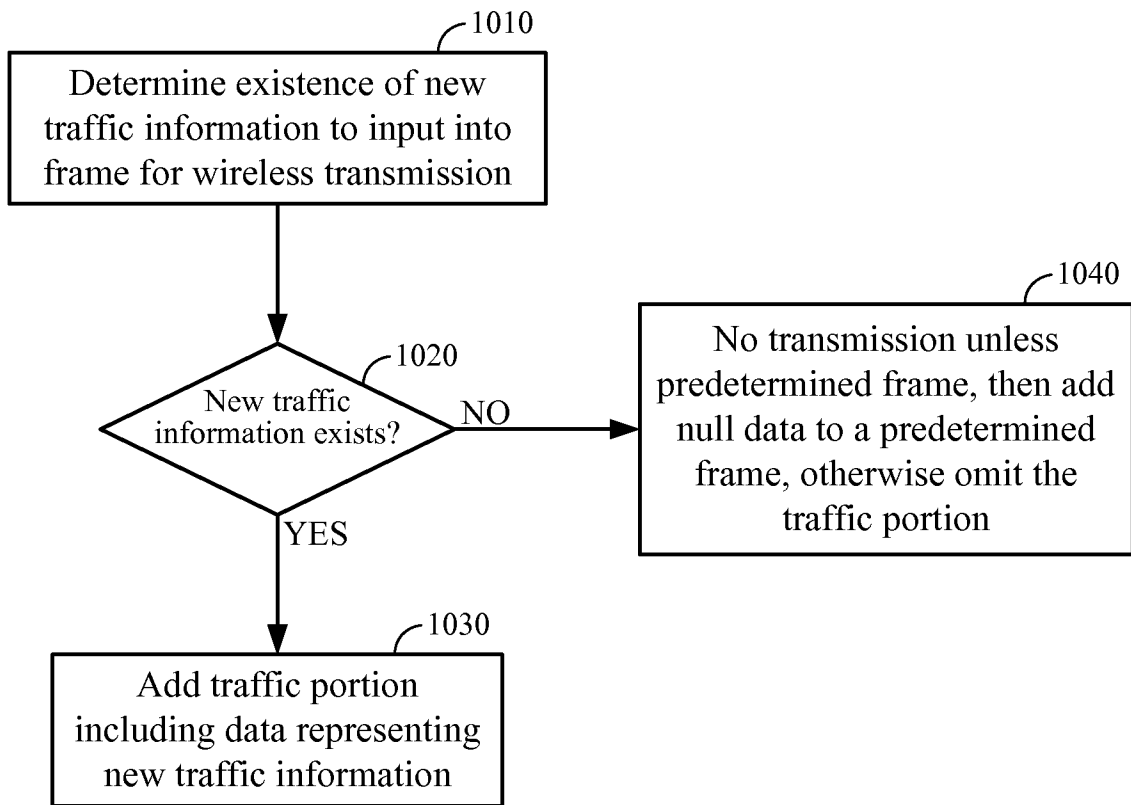 1010
Determine existence of new
traffic information to input into
frame for wireless transmission
1020
New traffic
information exists?
NO
YES
1040
No transmission unless
predetermined frame, then add
null data to a predetermined
frame, otherwise omit the
traffic portion
1030
Add traffic portion
including data representing
new traffic information